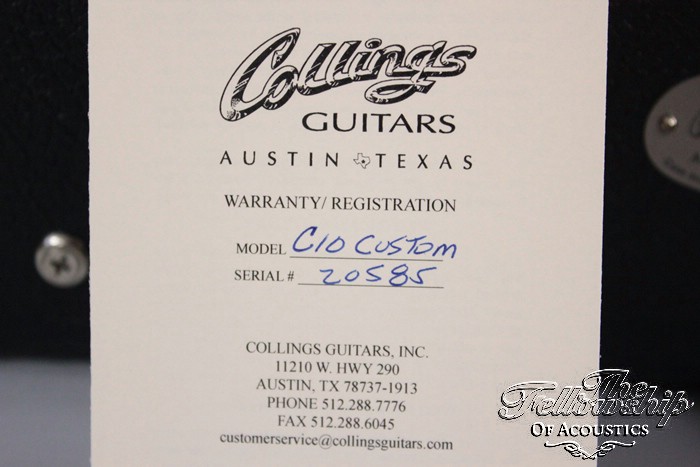 Collings
GUITARS
AUSTIN TEXAS
WARRANTY/ REGISTRATION
MODEL C10 CUSTOM
SERIAL # 20585
COLLINGS GUITARS, INC.
11210 W. HWY 290
AUSTIN, TX 78737-1913
PHONE 512.288.7776
FAX 512.288.6045
customerservice@collingsguitars.com
The
Fellowship
OF ACOUSTICS